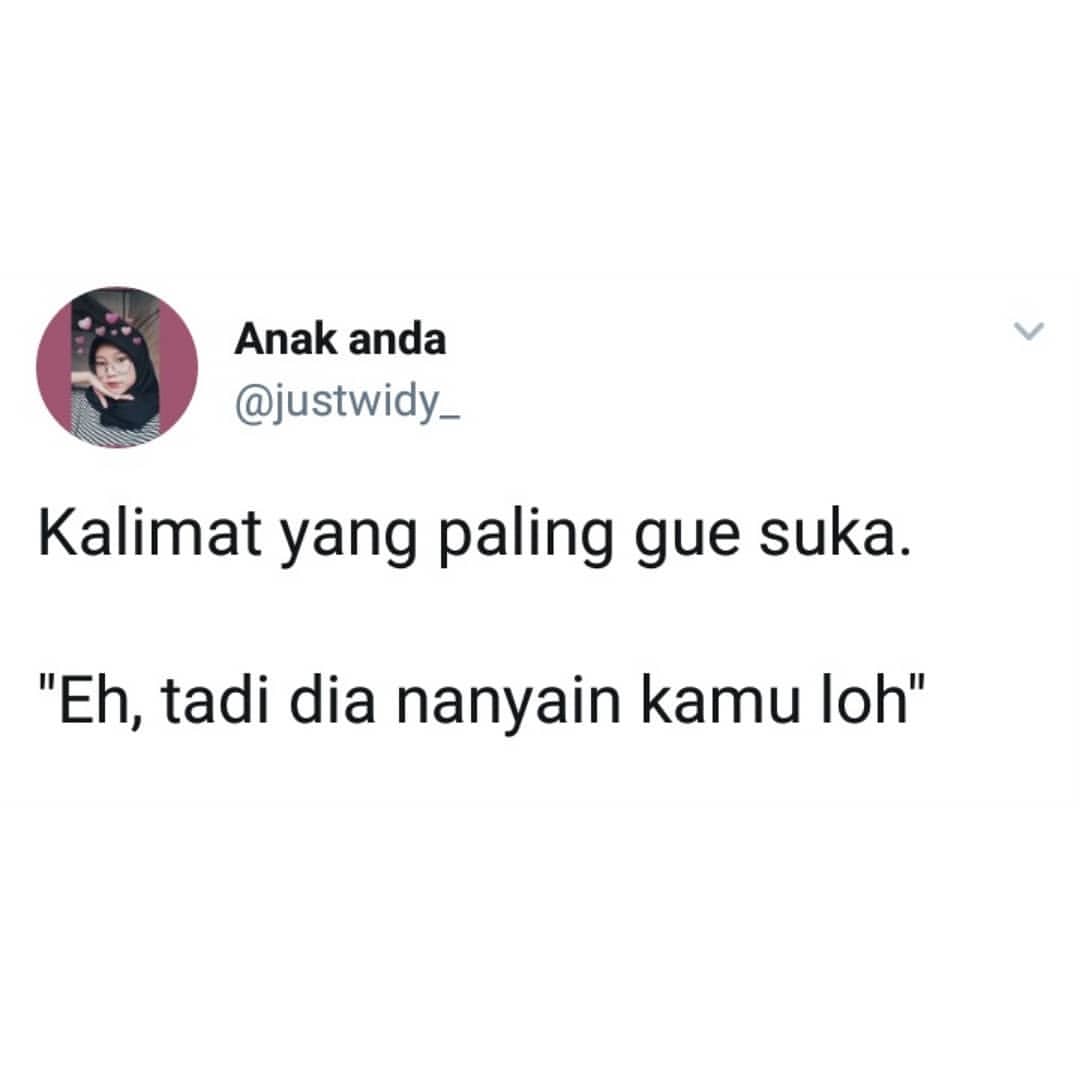 Anak anda
@justwidy_
Kalimat yang paling gue suka.
"Eh, tadi dia nanyain kamu loh"